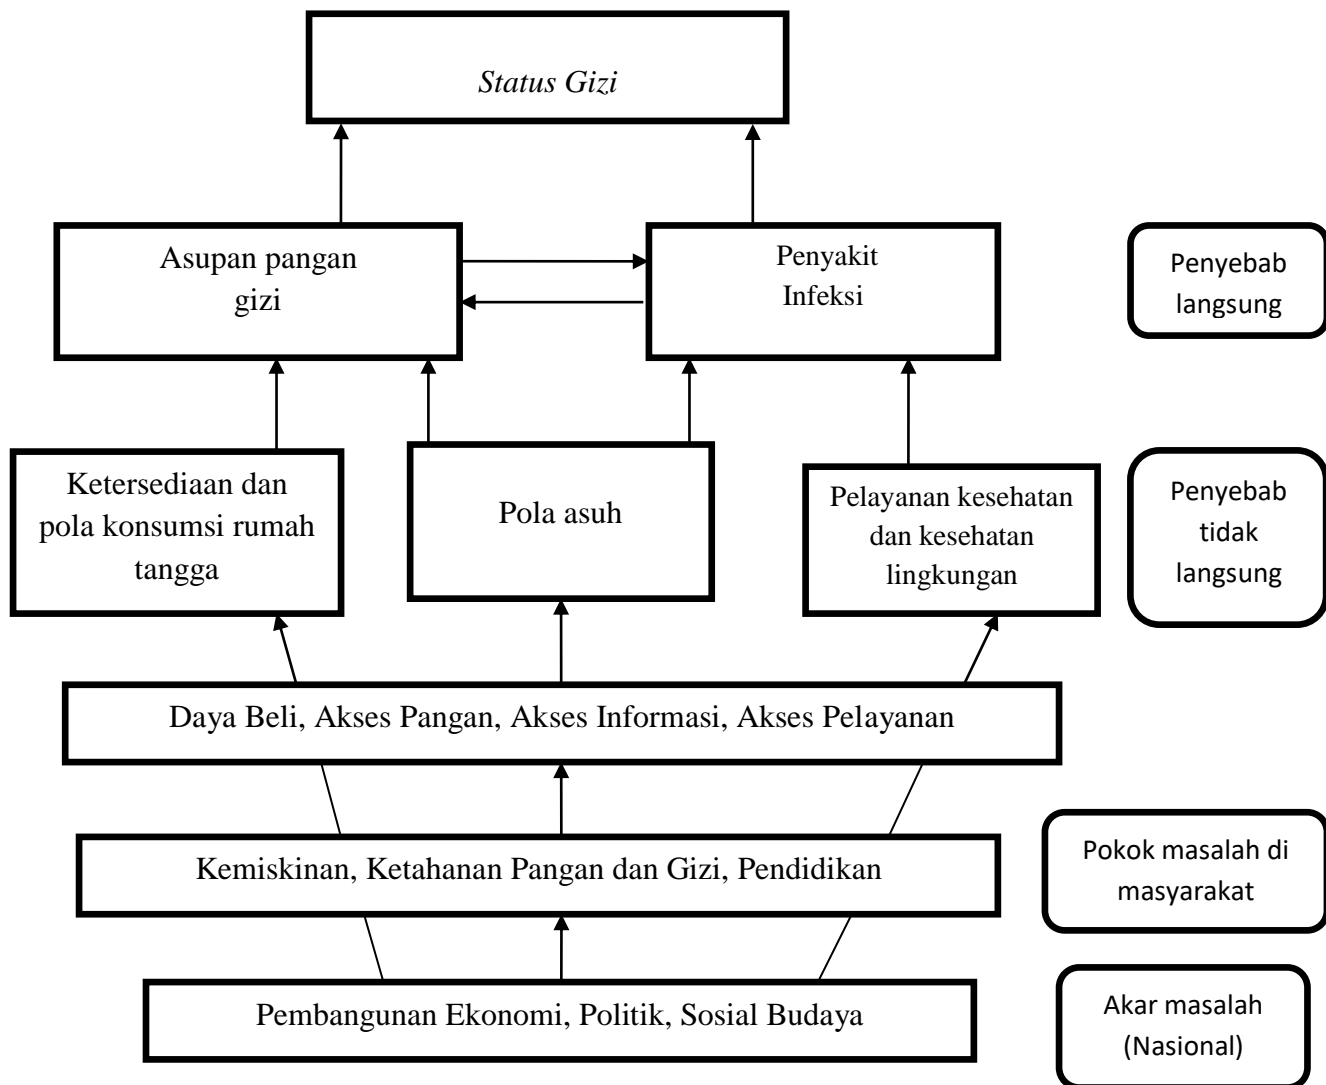 Status Gizi
Asupan pangan
gizi
Penyakit
Infeksi
Penyebab
langsung
Ketersediaan dan
pola konsumsi rumah
tangga
Pola asuh
Pelayanan kesehatan
dan kesehatan
lingkungan
Penyebab
tidak
langsung
Daya Beli, Akses Pangan, Akses Informasi, Akses Pelayanan
Kemiskinan, Ketahanan Pangan dan Gizi, Pendidikan
Pokok masalah di
masyarakat
Pembangunan Ekonomi, Politik, Sosial Budaya
Akar masalah
(Nasional)